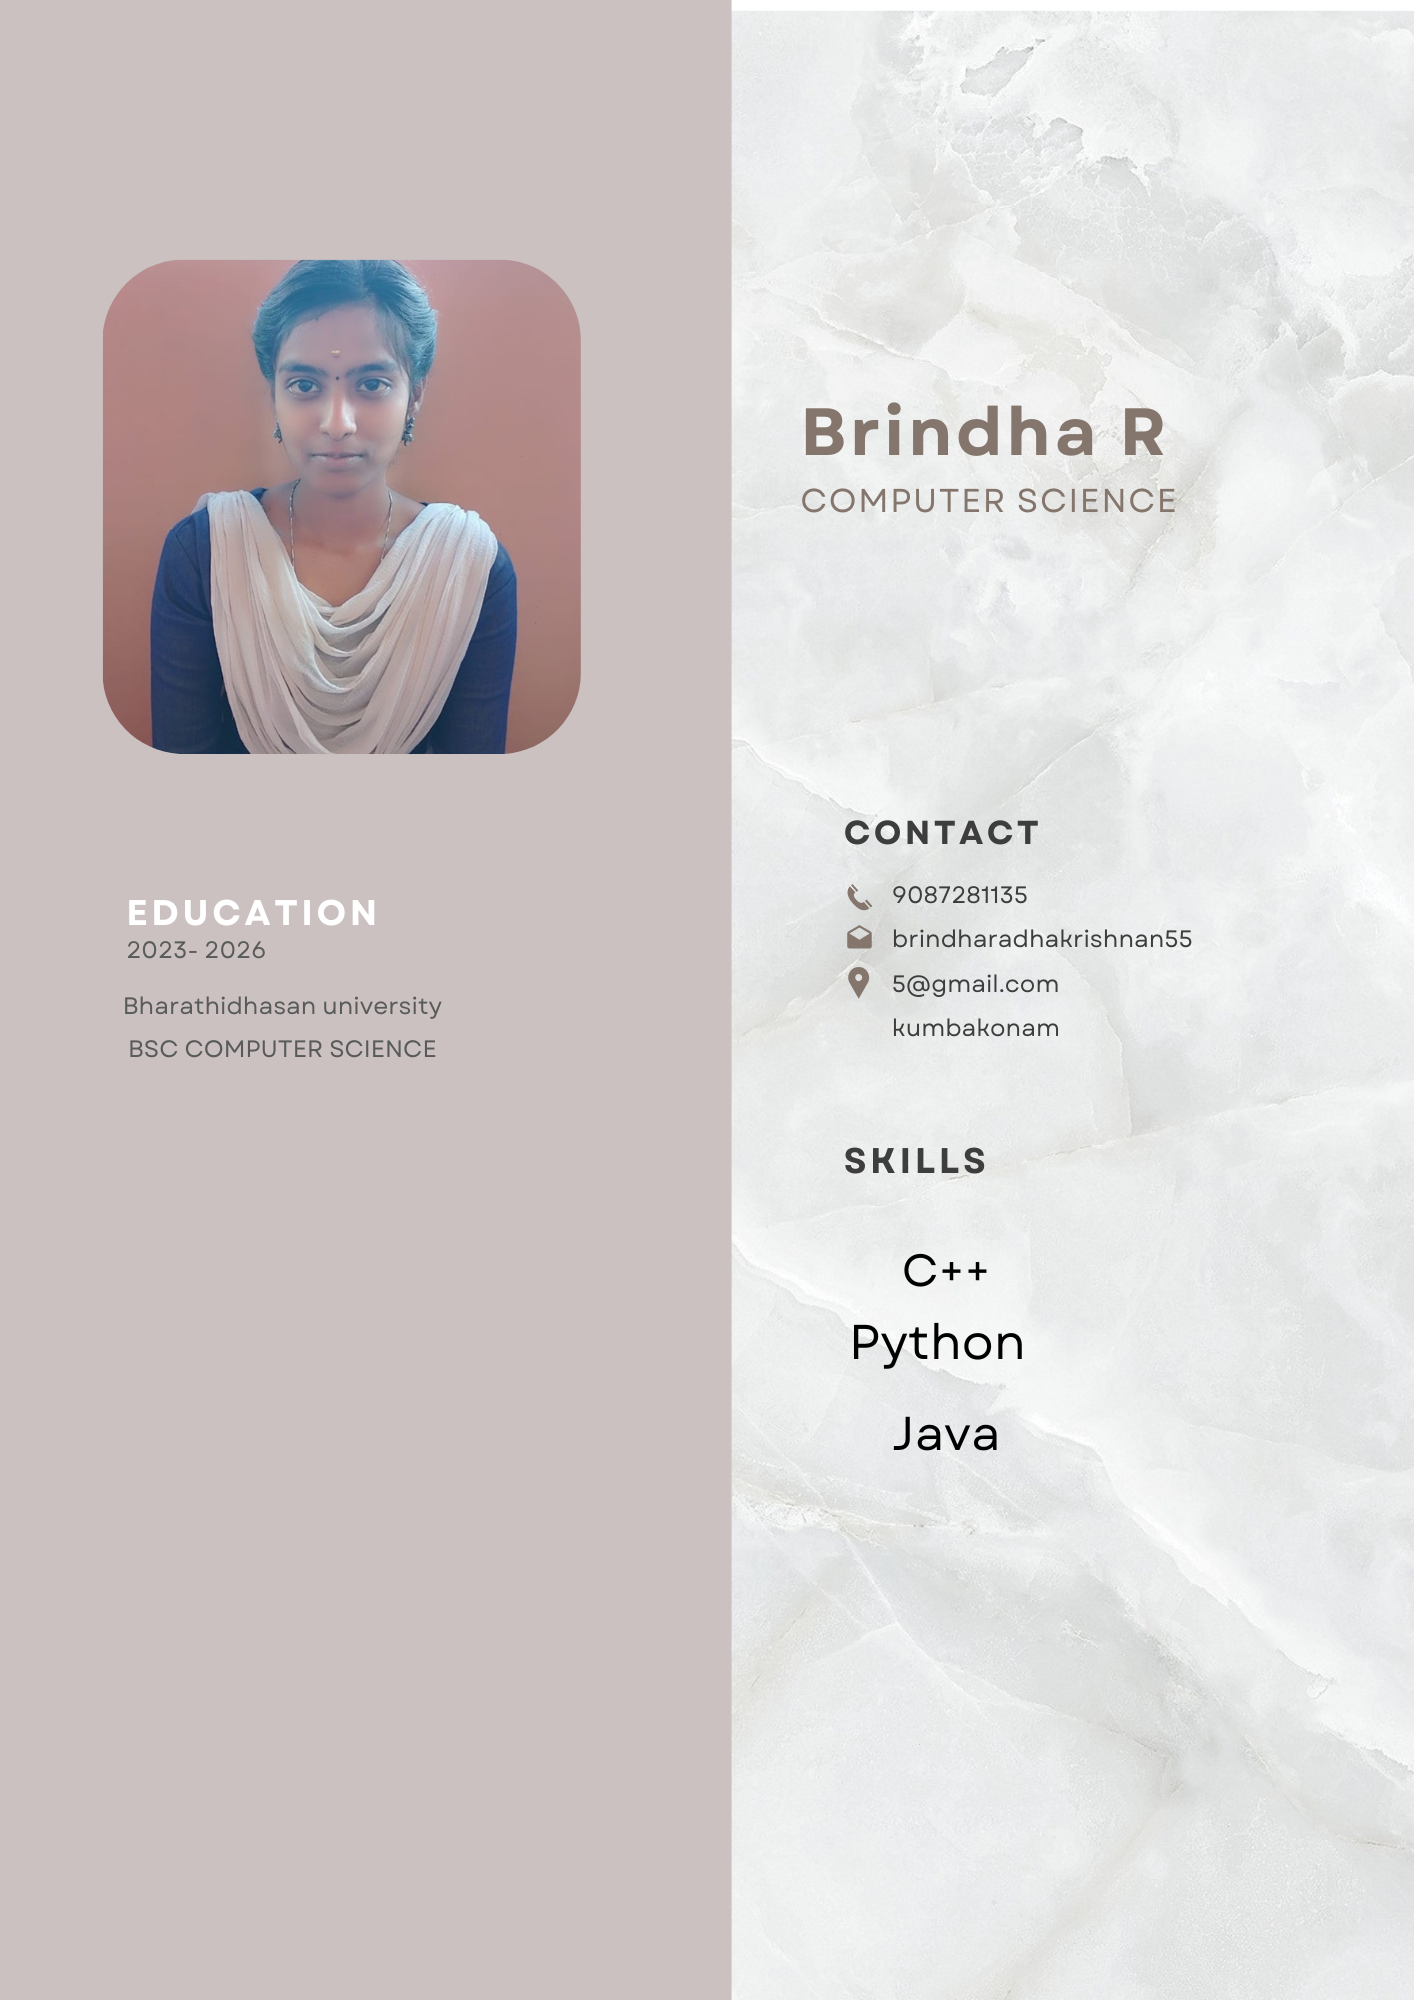 Brindha R
COMPUTER SCIENCE
EDUCATION
2023- 2026
Bharathidhasan university
BSC COMPUTER SCIENCE
CONTACT
9087281135
brindharadhakrishnan55
5@gmail.com
kumbakonam
SKILLS
C++
Python
Java